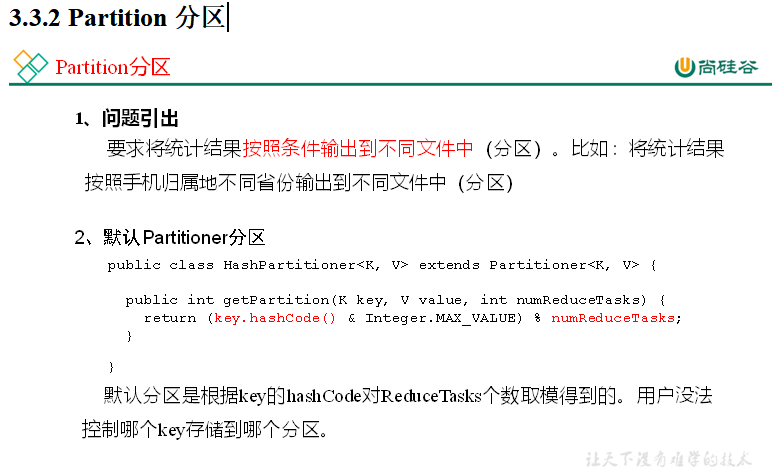 3.3.2 Partition 分区
Partition分区
尚硅谷
1、问题引出
要求将统计结果按照条件输出到不同文件中（分区）。比如：将统计结果
按照手机归属地不同省份输出到不同文件中（分区）
2、默认Partitioner分区
public class HashPartitioner<K, V> extends Partitioner<K, V> {
public int getPartition(K key, V value, int numReduceTasks) {
return (key.hashCode() & Integer.MAX_VALUE) % numReduceTasks;
}
}
默认分区是根据key的hashCode对ReduceTasks个数取模得到的。用户没法
控制哪个key存储到哪个分区。
让天下没有难学的技术